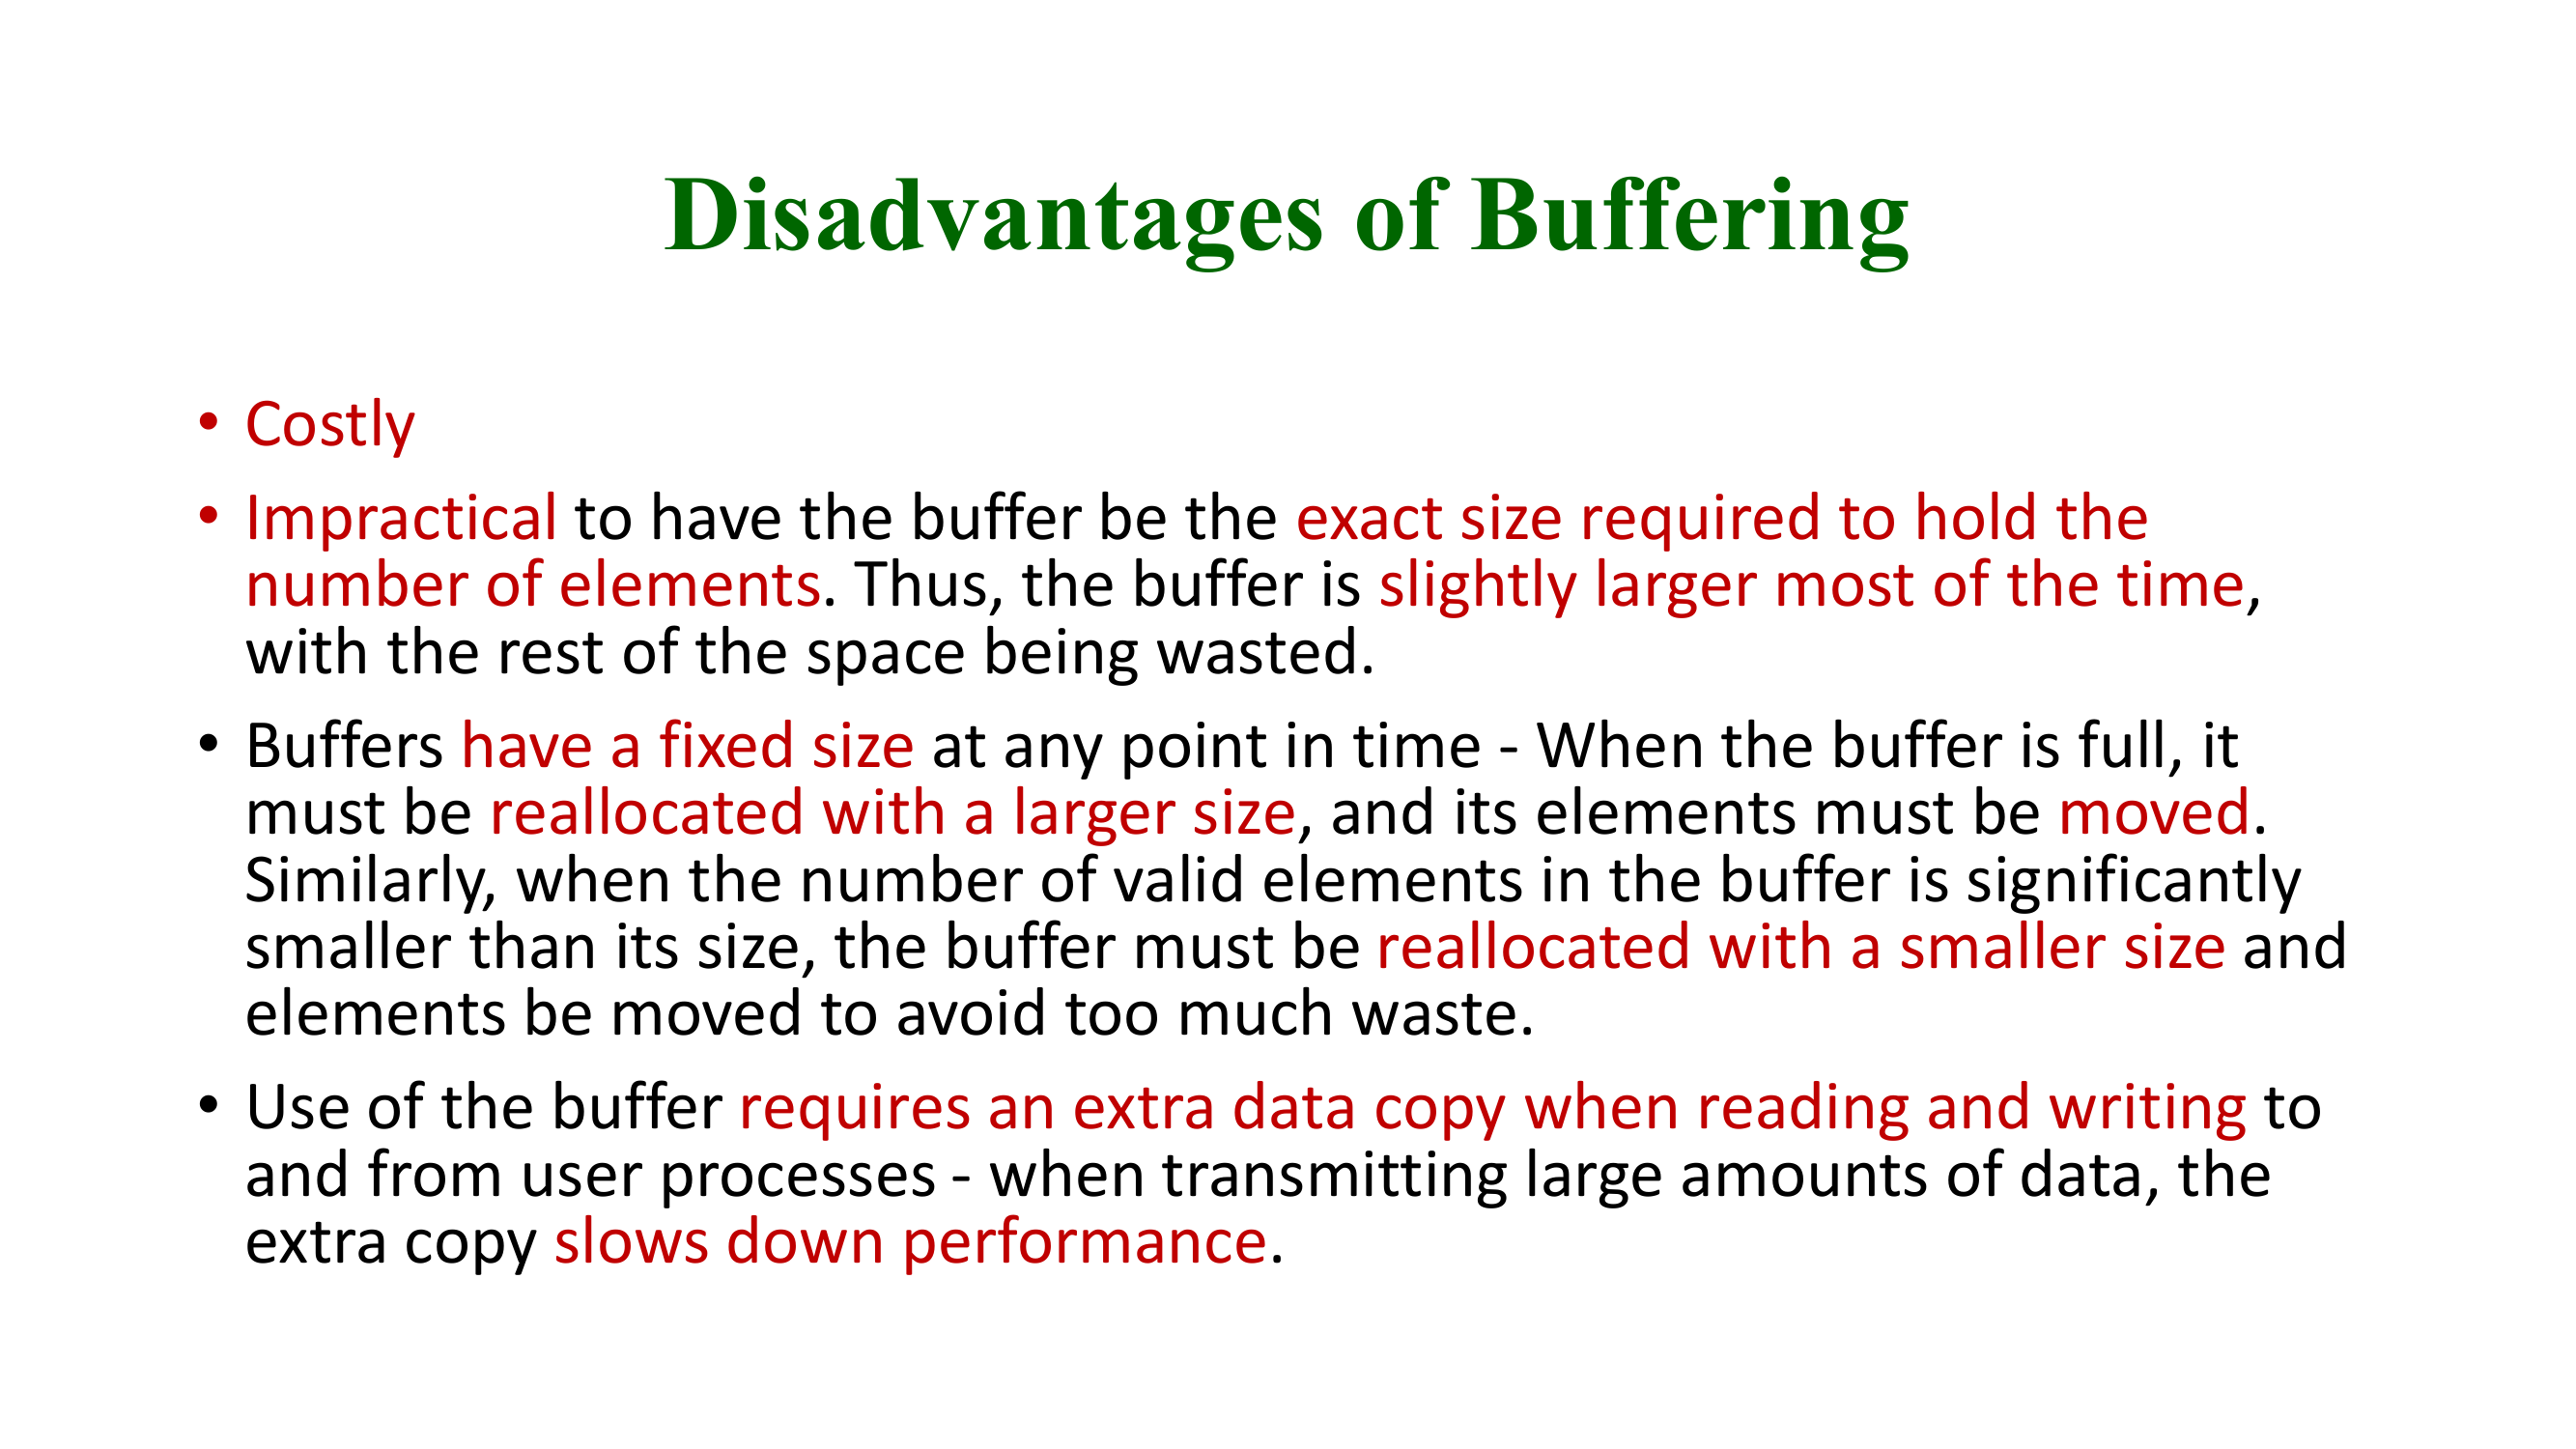 Disadvantages of Buffering
• Costly
• Impractical to have the buffer be the exact size required to hold the
number of elements. Thus, the buffer is slightly larger most of the time,
with the rest of the space being wasted.
• Buffers have a fixed size at any point in time - When the buffer is full, it
must be reallocated with a larger size, and its elements must be moved.
Similarly, when the number of valid elements in the buffer is significantly
smaller than its size, the buffer must be reallocated with a smaller size and
elements be moved to avoid too much waste.
• Use of the buffer requires an extra data copy when reading and writing to
and from user processes - when transmitting large amounts of data, the
extra copy slows down performance.